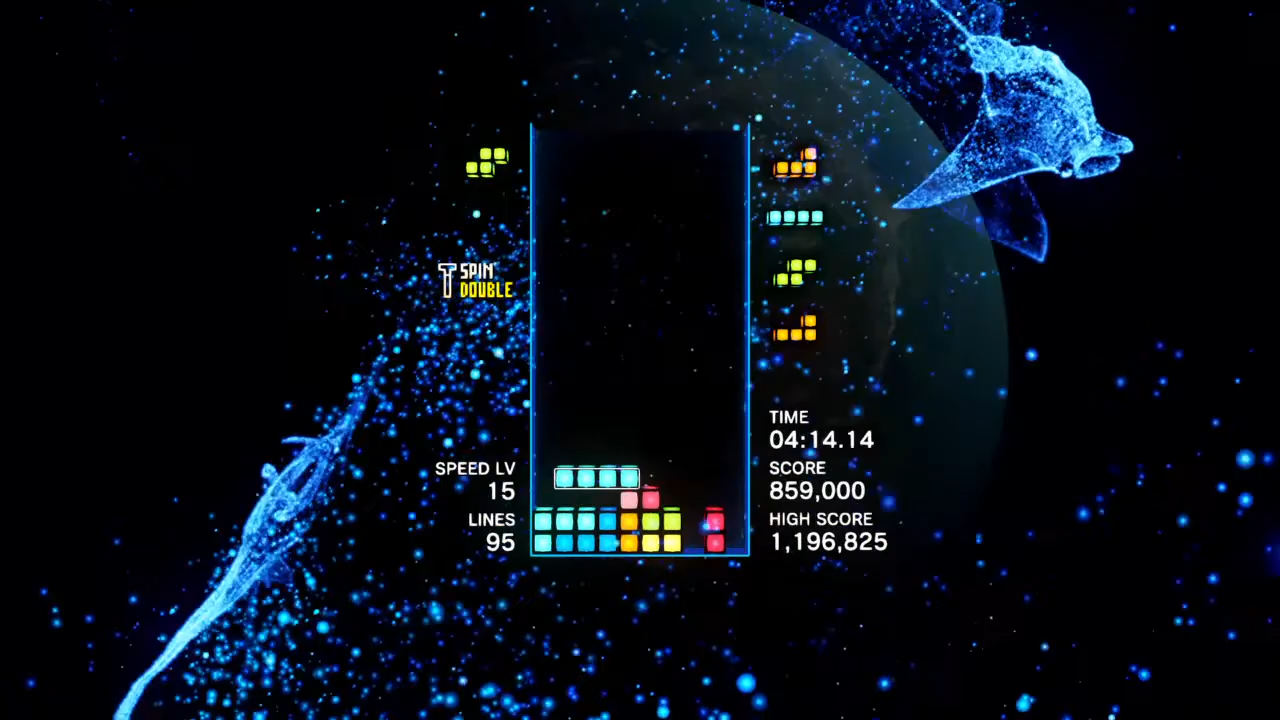 T SPIN
DOUBLE
SPEED LV
15
LINES
95
TIME
04:14.14
SCORE
859,000
HIGH SCORE
1,196,825